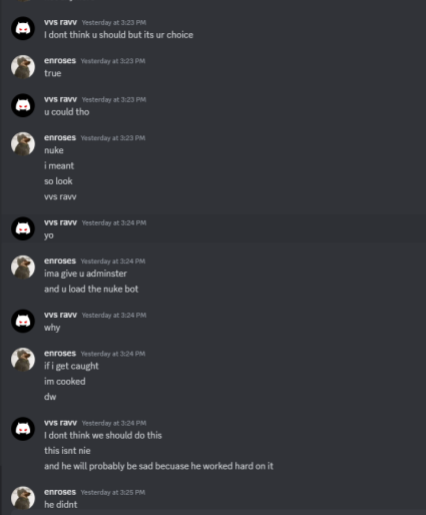 vvs ravv Yesterday at 3:23 PM
I dont think u should but its ur choice
enroses Yesterday at 3:23 PM
true
vvs ravv Yesterday at 3:23 PM
u could tho
enroses Yesterday at 3:23 PM
nuke
i meant
so look
vvs ravv
vvs ravv Yesterday at 3:24 PM
yo
enroses Yesterday at 3:24 PM
ima give u adminster
and u load the nuke bot
vvs ravv Yesterday at 3:24 PM
why
enroses Yesterday at 3:24 PM
if i get caught
im cooked
dw
vvs ravv Yesterday at 3:24 PM
I dont think we should do this
this isnt nie
and he will probably be sad becuase he worked hard on it
enroses Yesterday at 3:25 PM
he didnt